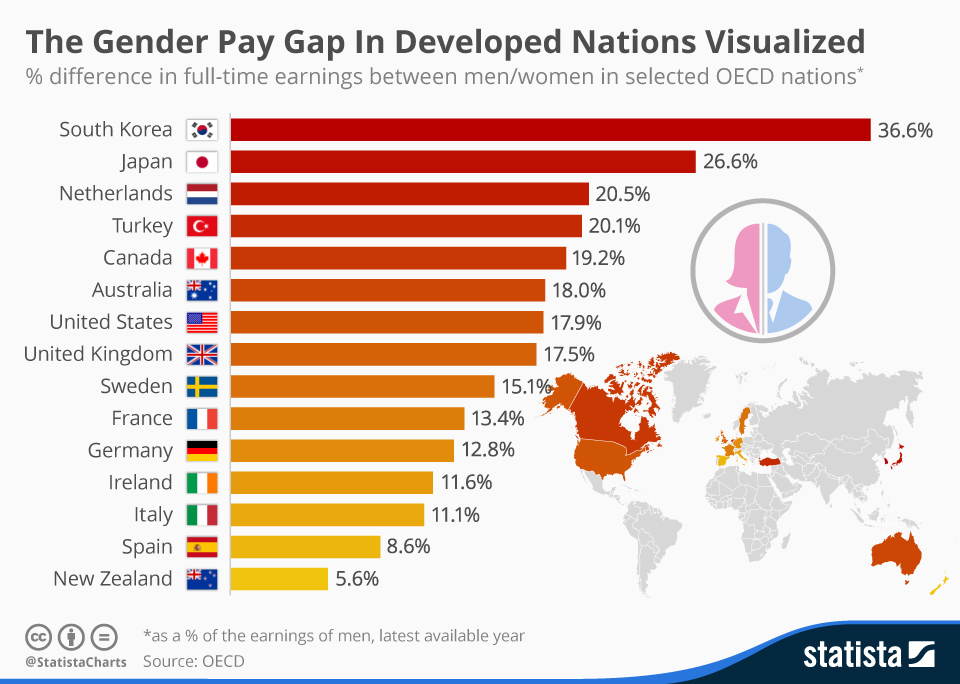 The Gender Pay Gap In Developed Nations Visualized
% difference in full-time earnings between men/women in selected OECD nations*
South Korea 36.6%
Japan 26.6%
Netherlands 20.5%
Turkey 20.1%
Canada 19.2%
Australia 18.0%
United States 17.9%
United Kingdom 17.5%
Sweden 15.1%
France 13.4%
Germany 12.8%
Ireland 11.6%
Italy 11.1%
Spain 8.6%
New Zealand 5.6%
cc
@StatistaCharts
*as a % of the earnings of men, latest available year
Source: OECD
statista